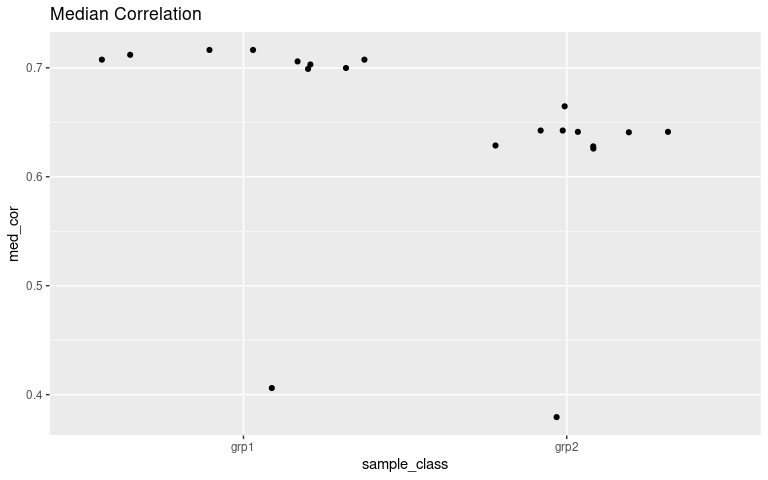 Median Correlation
0.7
0.6
0.5
0.4
med_cor
grp1
grp2
sample_class